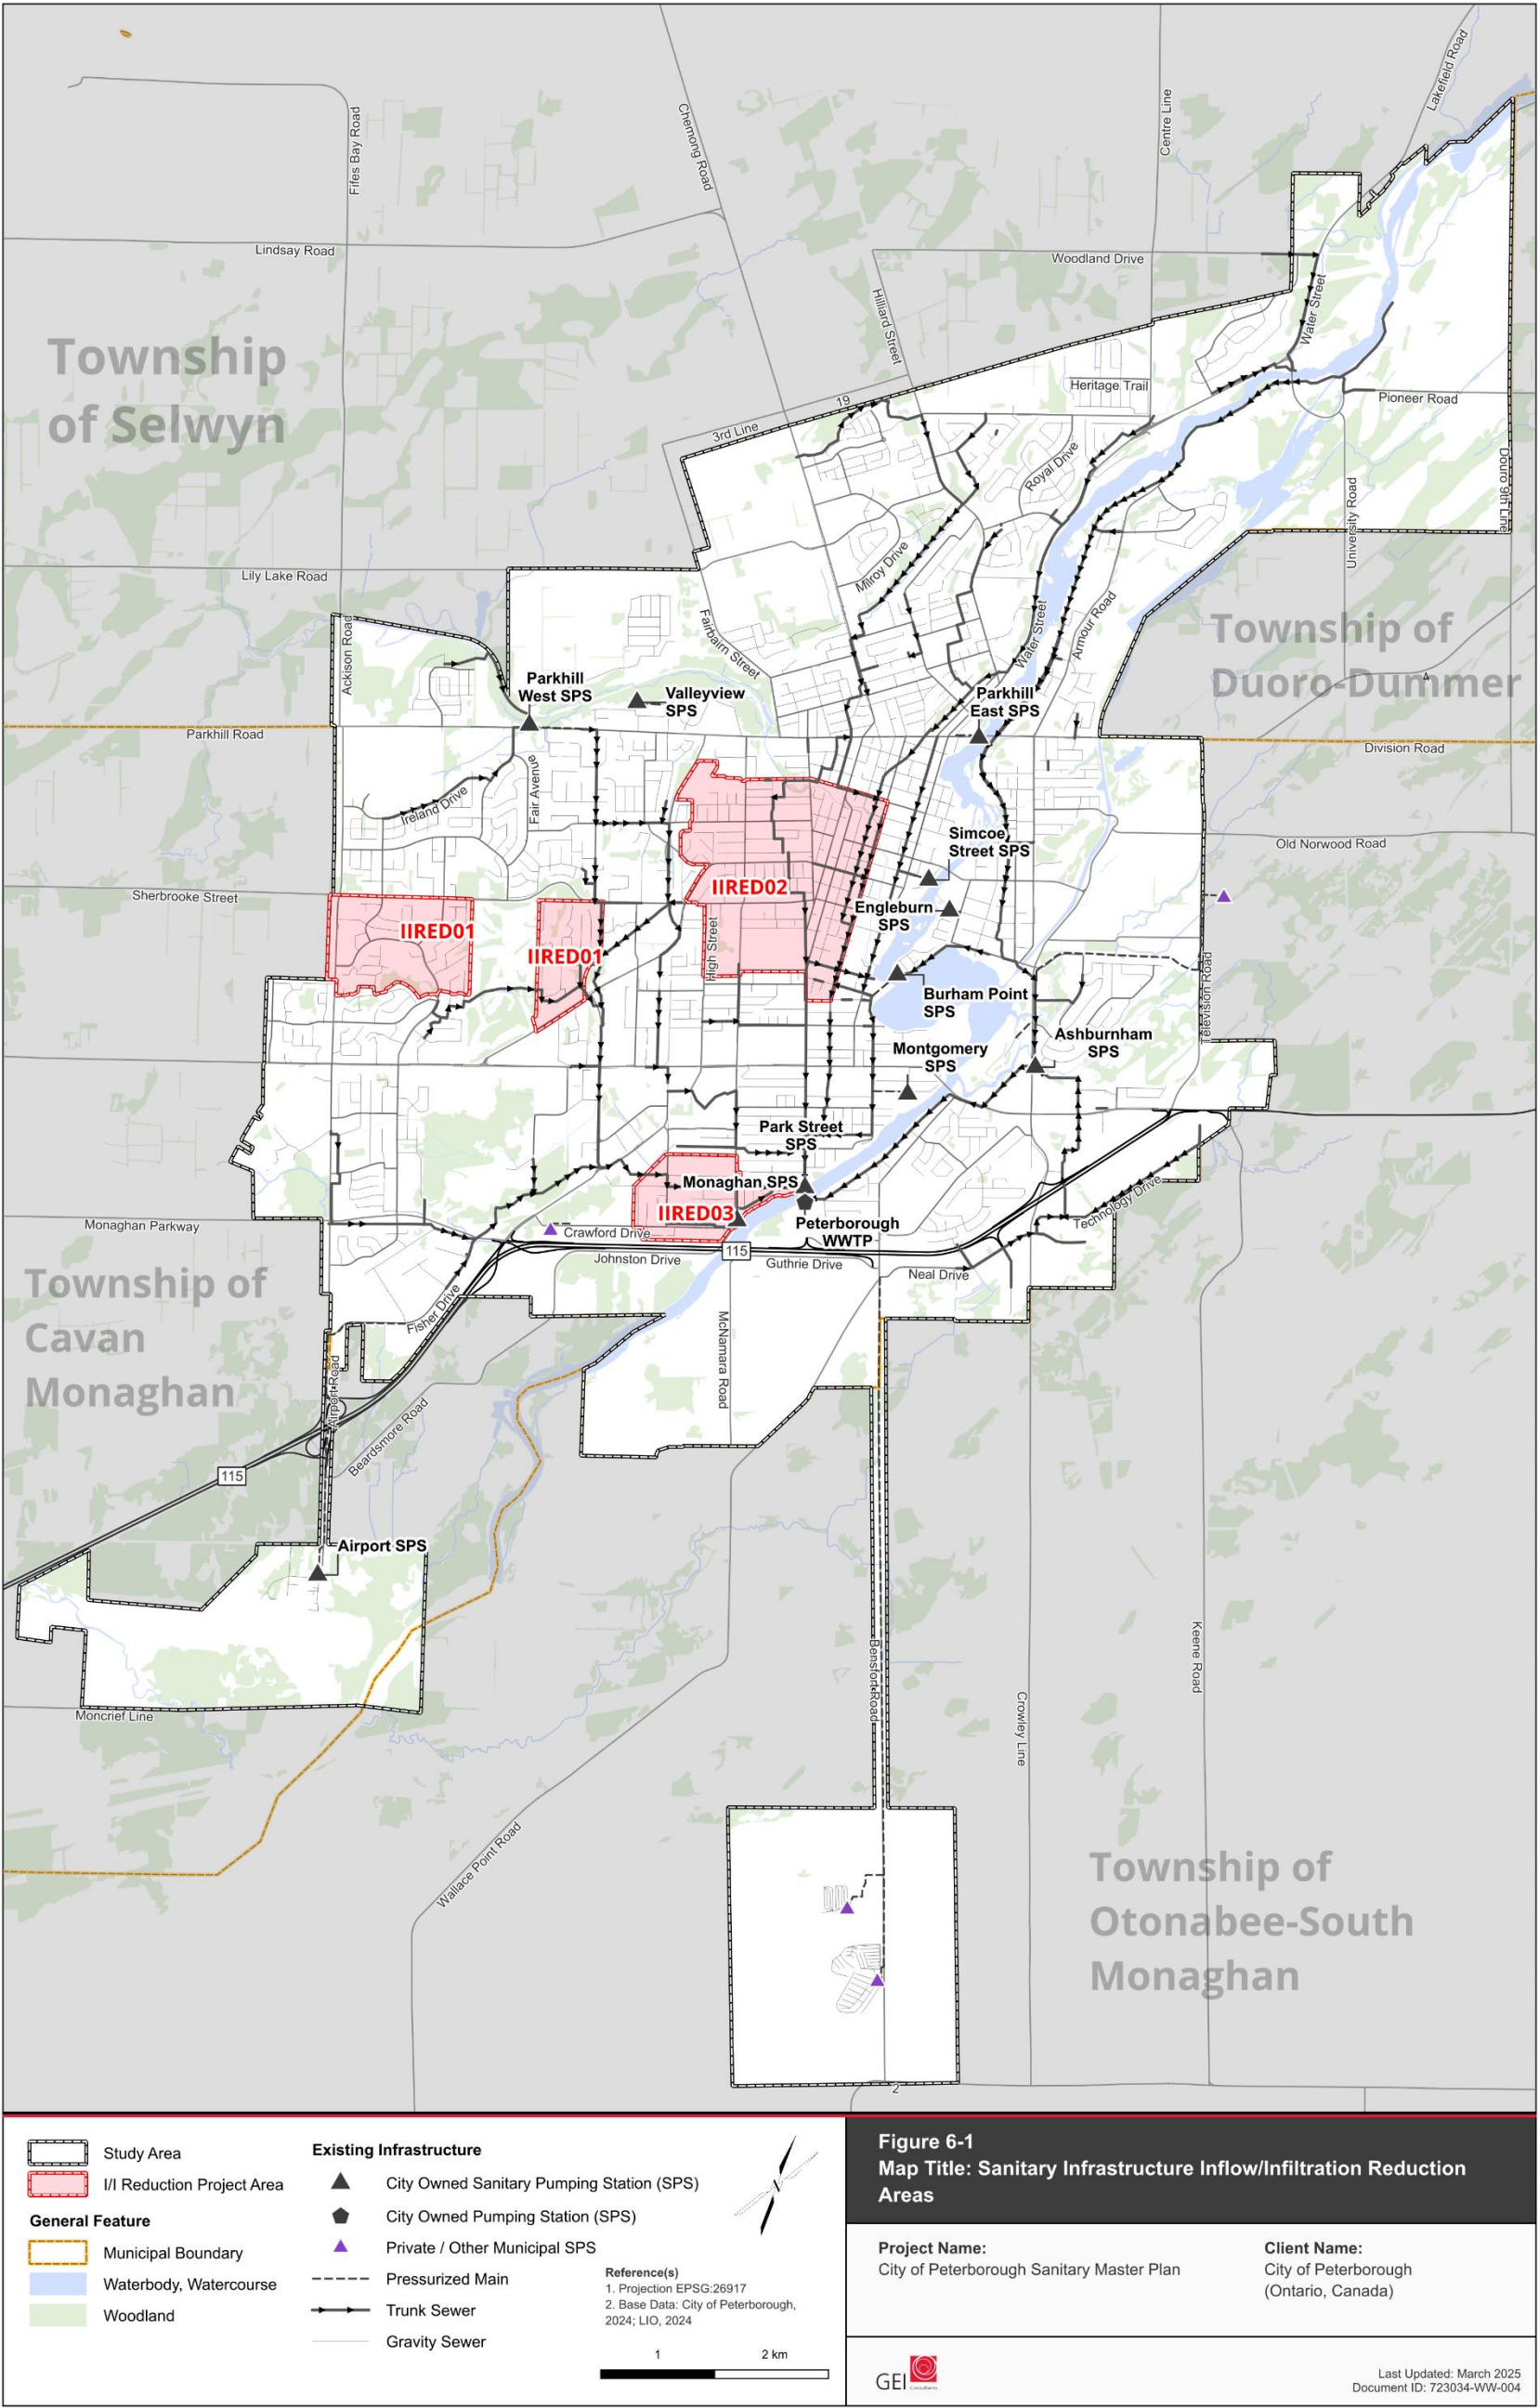 Lakefield Road
Centre Line
Fifes Bay Road
Chemong Road
Lindsay Road
Woodland Drive
Hilliard Street
Water Street
Township
of Selwyn
Heritage Trail
19
Pioneer Road
3rd Line
Royal Drive
Douro 9th Line
University Road
Milroy Drive
Lily Lake Road
Water Street
Armour Road
Fairbairn Street
Ackison Road
Township of
Duoro-Dummer
4
Parkhill
West SPS
Valleyview
SPS
Parkhill
East SPS
Parkhill Road
Division Road
Fair Avenue
Ireland Drive
Simcoe
Street SPS
Old Norwood Road
Sherbrooke Street
IIRED02
IIRED01
Engleburn
SPS
High Street
IIRED01
Television Road
Burham Point
SPS
Ashburnham
SPS
Montgomery
SPS
Park Street
SPS
Monaghan SPS
IIRED03
Technology Drive
Monaghan Parkway
Crawford Drive
Peterborough
WWTP
115
Johnston Drive
Guthrie Drive
Neal Drive
Township of
Cavan
Monaghan
Fisher Drive
McNamara Road
Airport Road
Beardsmore Road
115
Airport SPS
Bensfort Road
Keene Road
Crowley Line
Moncrief Line
Wallace Point Road
Township of
Otonabee-South
Monaghan
2
Study Area
I/I Reduction Project Area
General Feature
Municipal Boundary
Waterbody, Watercourse
Woodland
Existing Infrastructure
City Owned Sanitary Pumping Station (SPS)
City Owned Pumping Station (SPS)
Private / Other Municipal SPS
Pressurized Main
Trunk Sewer
Gravity Sewer
Reference(s)
1. Projection EPSG:26917
2. Base Data: City of Peterborough,
2024; LIO, 2024
1 2 km
Figure 6-1
Map Title: Sanitary Infrastructure Inflow/Infiltration Reduction
Areas
Project Name:
City of Peterborough Sanitary Master Plan
Client Name:
City of Peterborough
(Ontario, Canada)
GEI Consultants
Last Updated: March 2025
Document ID: 723034-WW-004